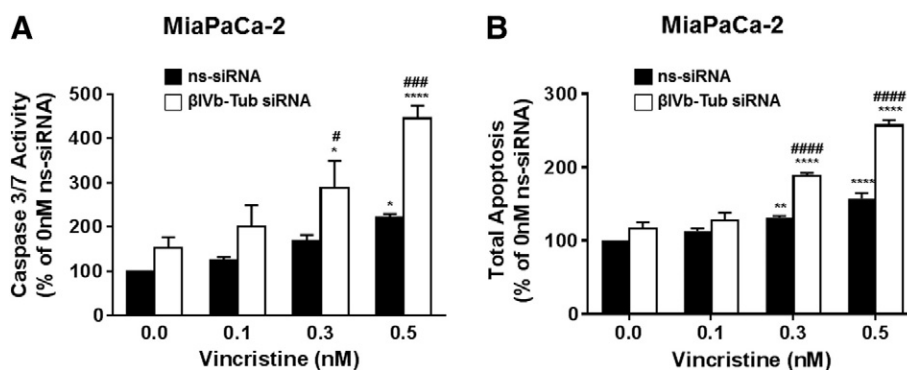 A
MiaPaCa-2
ns-siRNA
βIVb-Tub siRNA
Caspase 3/7 Activity
(% of 0nM ns-siRNA)
500
400
300
200
100
0
#
*
*
###
****
0.0 0.1 0.3 0.5
Vincristine (nM)
B
MiaPaCa-2
ns-siRNA
βIVb-Tub siRNA
Total Apoptosis
(% of 0nM ns-siRNA)
300
200
100
0
**
####
****
****
####
****
0.0 0.1 0.3 0.5
Vincristine (nM)